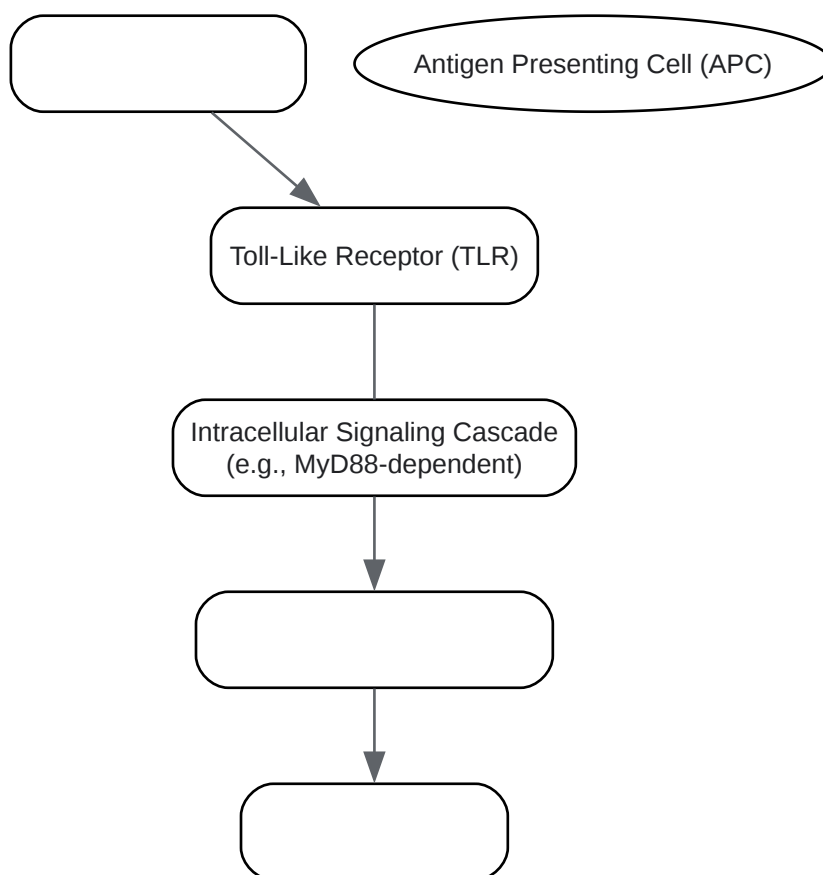 Antigen Presenting Cell (APC)
Toll-Like Receptor (TLR)
Intracellular Signaling Cascade
(e.g., MyD88-dependent)